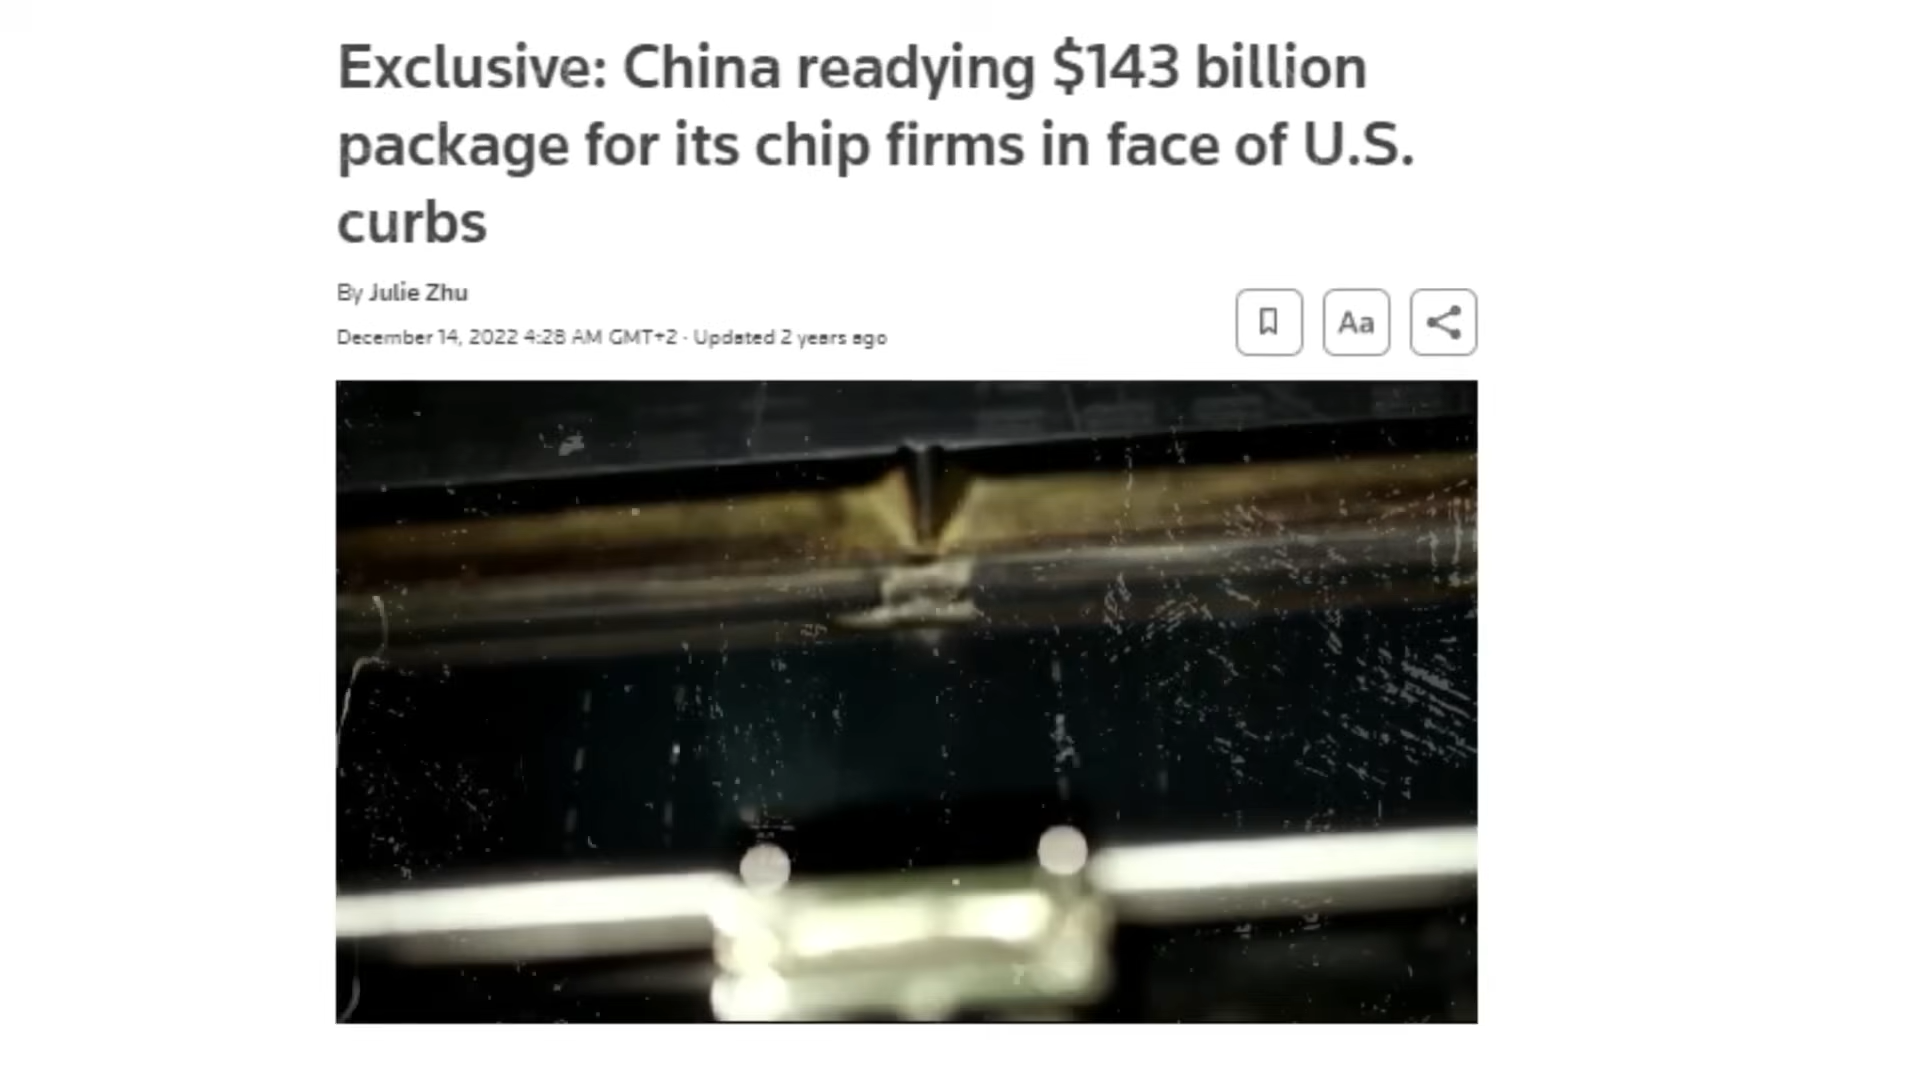 Exclusive: China readying $143 billion
package for its chip firms in face of U.S.
curbs
By Julie Zhu
December 14, 2022 4:28 AM GMT+2 · Updated 2 years ago
Aa